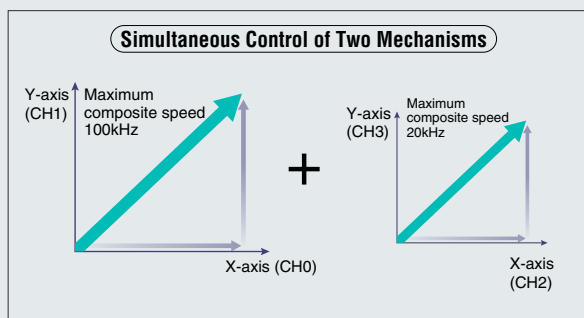 Simultaneous Control of Two Mechanisms
Y-axis
(CH1)
Maximum
composite speed
100kHz
X-axis (CH0)
+
Y-axis
(CH3)
Maximum
composite speed
20kHz
X-axis
(CH2)